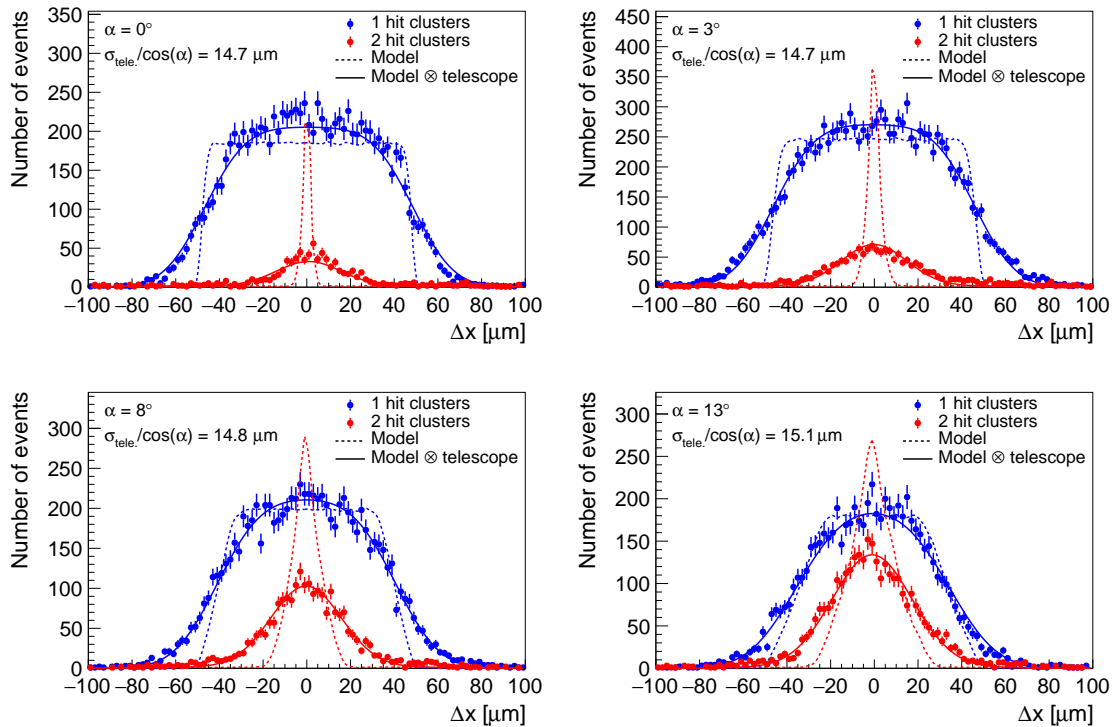 Number of events
350
300
250
200
150
100
50
0
α = 0°
σtele./cos(α) = 14.7 μm
1 hit clusters
2 hit clusters
Model
Model ⊗ telescope
−100 −80 −60 −40 −20 0 20 40 60 80 100
Δx [μm]
Number of events
450
400
350
300
250
200
150
100
50
0
α = 3°
σtele./cos(α) = 14.7 μm
1 hit clusters
2 hit clusters
Model
Model ⊗ telescope
−100 −80 −60 −40 −20 0 20 40 60 80 100
Δx [μm]
Number of events
300
250
200
150
100
50
0
α = 8°
σtele./cos(α) = 14.8 μm
1 hit clusters
2 hit clusters
Model
Model ⊗ telescope
−100 −80 −60 −40 −20 0 20 40 60 80 100
Δx [μm]
Number of events
300
250
200
150
100
50
0
α = 13°
σtele./cos(α) = 15.1 μm
1 hit clusters
2 hit clusters
Model
Model ⊗ telescope
−100 −80 −60 −40 −20 0 20 40 60 80 100
Δx [μm]